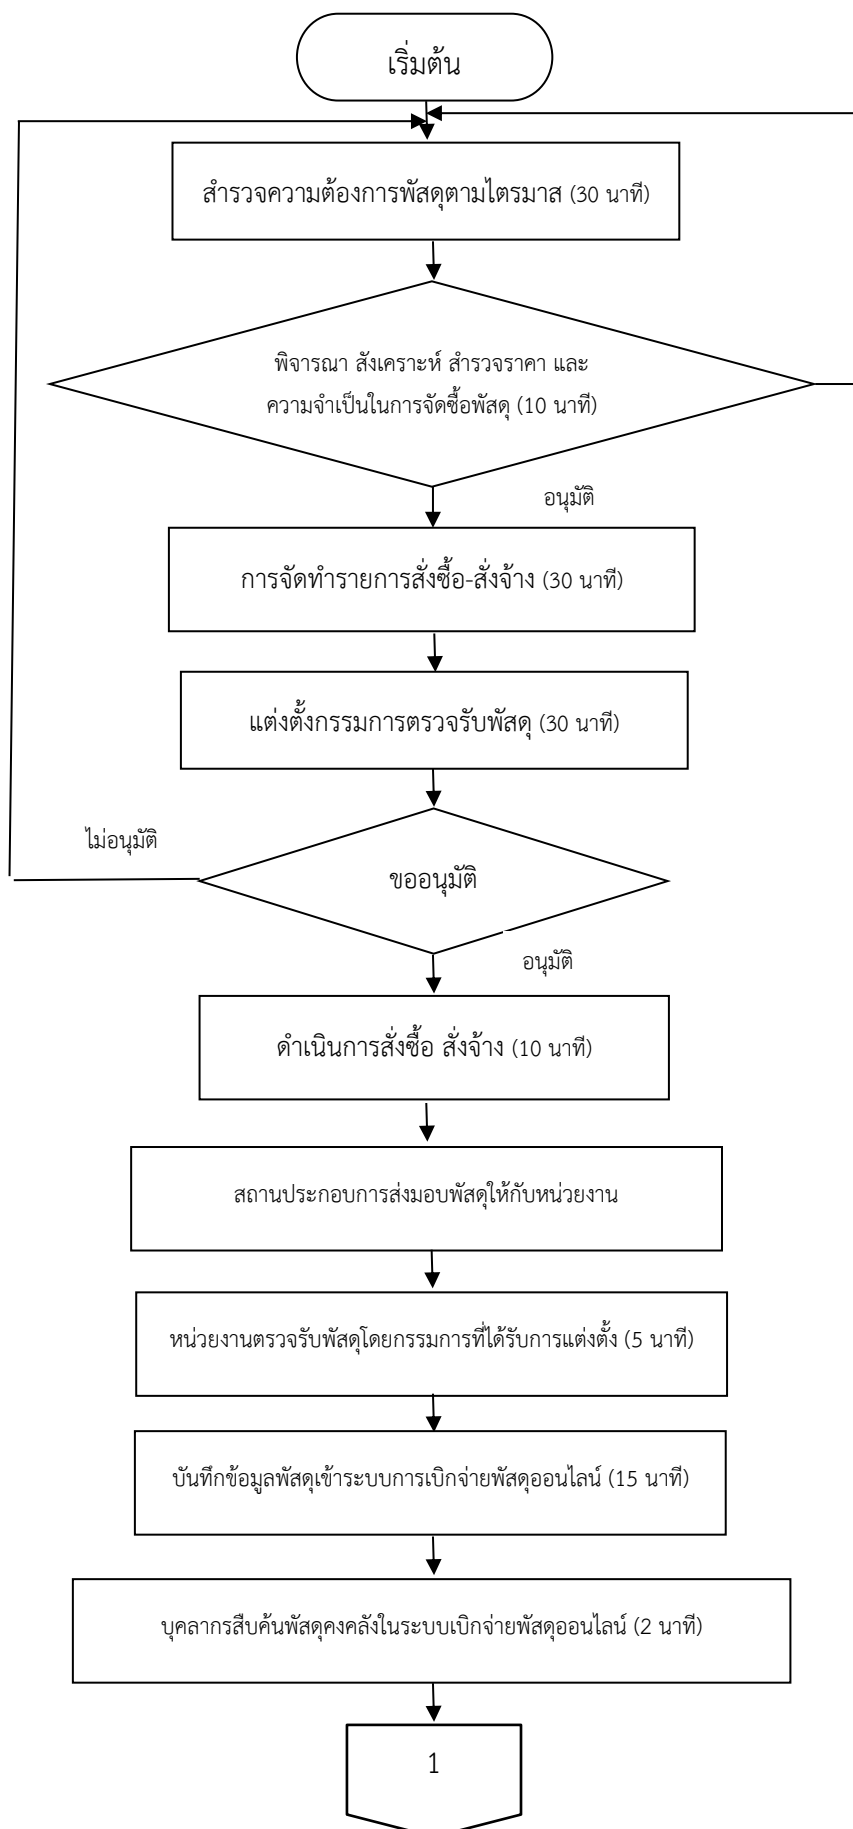 เริ่มต้น
สำรวจความต้องการพัสดุตามไตรมาส (30 นาที)
พิจารณา สังเคราะห์ สำรวจราคา และ
ความจำเป็นในการจัดซื้อพัสดุ (10 นาที)
อนุมัติ
การจัดทำรายการสั่งซื้อ-สั่งจ้าง (30 นาที)
แต่งตั้งกรรมการตรวจรับพัสดุ (30 นาที)
ไม่อนุมัติ
ขออนุมัติ
อนุมัติ
ดำเนินการสั่งซื้อ สั่งจ้าง (10 นาที)
สถานประกอบการส่งมอบพัสดุให้กับหน่วยงาน
หน่วยงานตรวจรับพัสดุโดยกรรมการที่ได้รับการแต่งตั้ง (5 นาที)
บันทึกข้อมูลพัสดุเข้าระบบการเบิกจ่ายพัสดุออนไลน์ (15 นาที)
บุคลากรสืบค้นพัสดุคงคลังในระบบเบิกจ่ายพัสดุออนไลน์ (2 นาที)
1